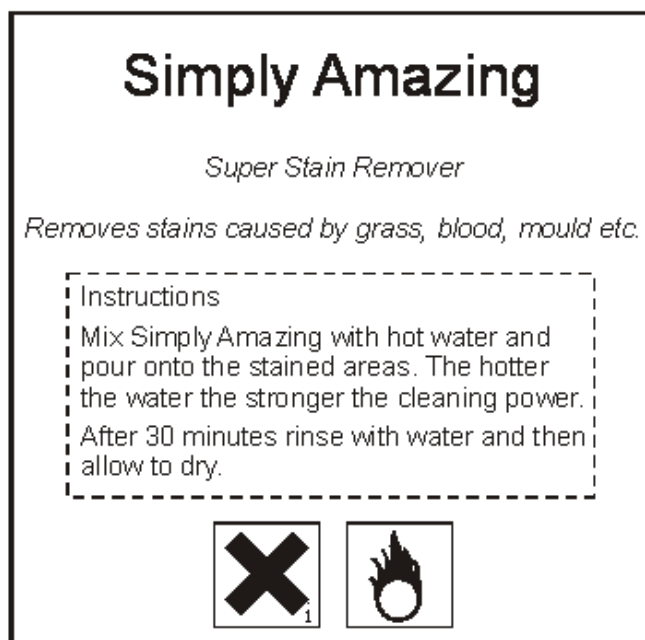 Simply Amazing
Super Stain Remover
Removes stains caused by grass, blood, mould etc.
Instructions
Mix Simply Amazing with hot water and
pour onto the stained areas. The hotter
the water the stronger the cleaning power.
After 30 minutes rinse with water and then
allow to dry.
1